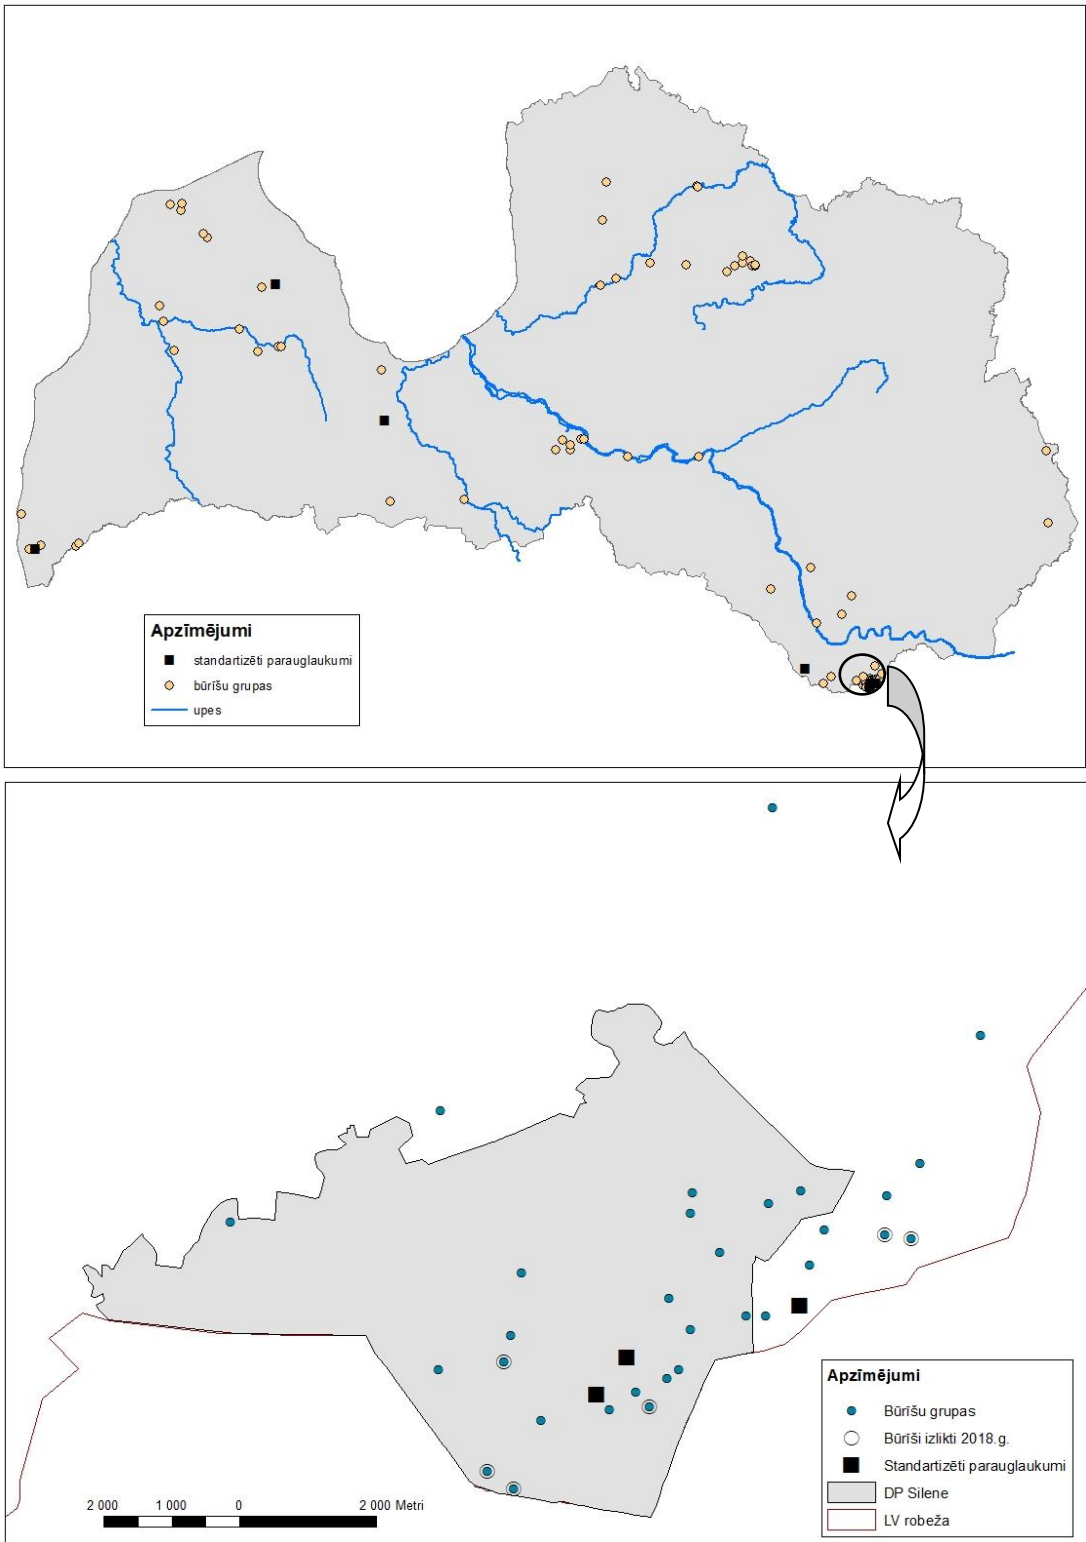 Apzīmējumi
standartizēti parauglaukumi
būrīšu grupas
upes
Apzīmējumi
Būrīšu grupas
Būrīši izlikti 2018.g.
Standartizēti parauglaukumi
DP Silene
LV robeža
2 000 1 000 0 2 000 Metri